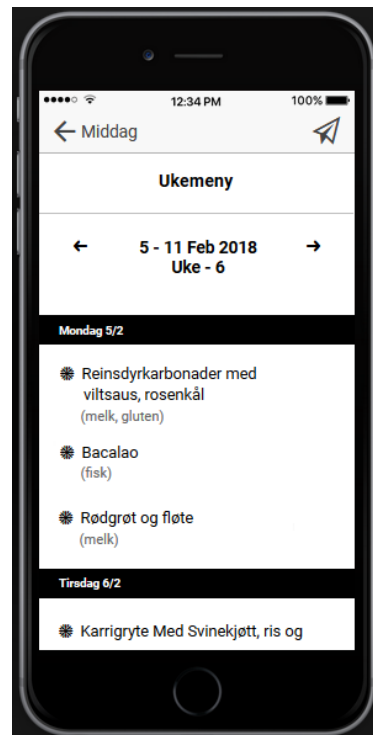 12:34 PM
100%
Middag
Ukemeny
5 - 11 Feb 2018
Uke - 6
Mondag 5/2
Reinsdyrkarbonader med
viltsaus, rosenkål
(melk, gluten)
Bacalao
(fisk)
Rødgrøt og fløte
(melk)
Tirsdag 6/2
Karrigryte Med Svinekjøtt, ris og